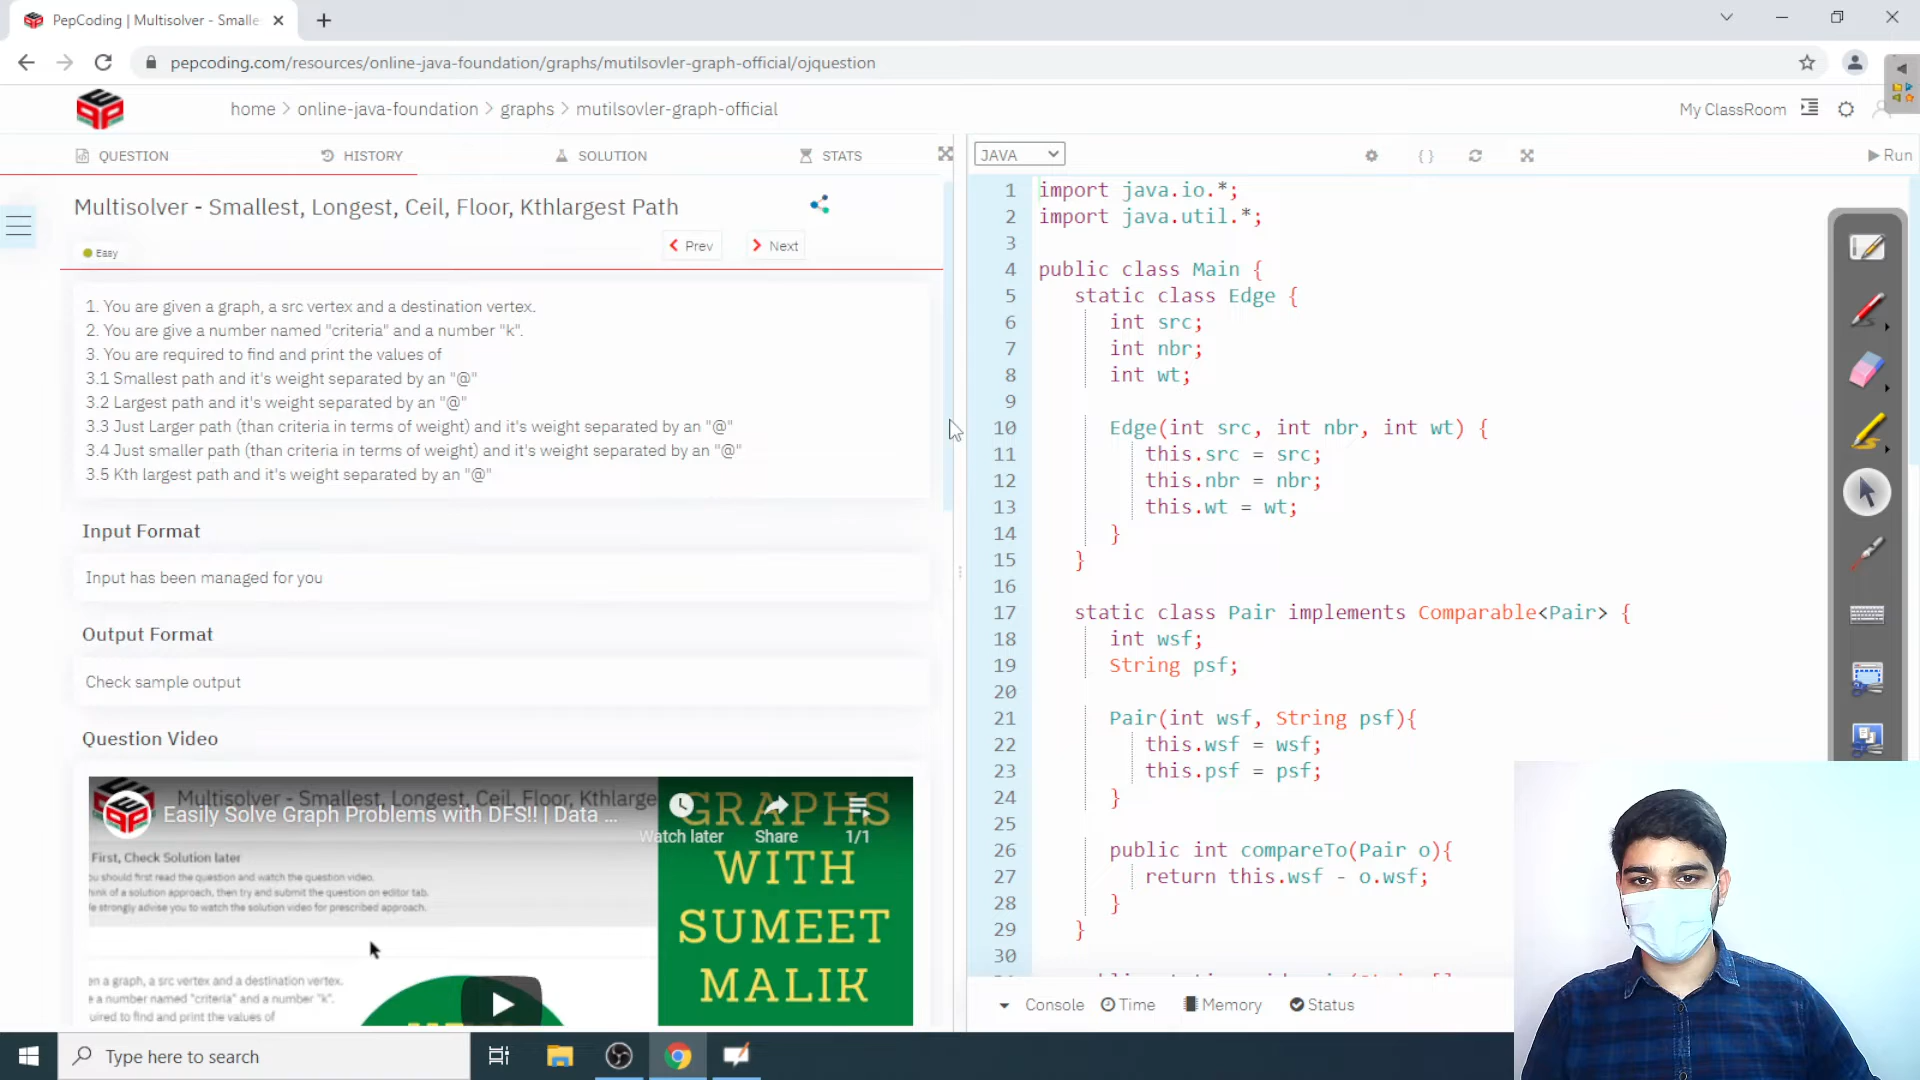 PepCoding | Multisolver - Smalle
pepcoding.com/resources/online-java-foundation/graphs/mutilsovler-graph-official/ojquestion
home > online-java-foundation > graphs > mutilsovler-graph-official
My ClassRoom
QUESTION
HISTORY
SOLUTION
STATS
Multisolver - Smallest, Longest, Ceil, Floor, Kthlargest Path
Easy
Prev
Next
1. You are given a graph, a src vertex and a destination vertex.
2. You are give a number named "criteria" and a number "k".
3. You are required to find and print the values of
3.1 Smallest path and it's weight separated by an "@"
3.2 Largest path and it's weight separated by an "@"
3.3 Just Larger path (than criteria in terms of weight) and it's weight separated by an "@"
3.4 Just smaller path (than criteria in terms of weight) and it's weight separated by an "@"
3.5 Kth largest path and it's weight separated by an "@"
Input Format
Input has been managed for you
Output Format
Check sample output
Question Video
Multisolver - Smallest, Longest, Ceil, Floor, Kthlarge
Easily Solve Graph Problems with DFS!! | Data ...
Watch later
Share
1/1
First, Check Solution later
ou should first read the question and watch the question video.
hink of a solution approach, then try and submit the question on editor tab.
e strongly advise you to watch the solution video for prescribed approach.
en a graph, a src vertex and a destination vertex.
e a number named "criteria" and a number "k".
uired to find and print the values of
GRAPHS
WITH
SUMEET
MALIK
JAVA
{ }
Run
1 import java.io.*;
2 import java.util.*;
3
4 public class Main {
5 static class Edge {
6 int src;
7 int nbr;
8 int wt;
9
10 Edge(int src, int nbr, int wt) {
11 this.src = src;
12 this.nbr = nbr;
13 this.wt = wt;
14 }
15 }
16
17 static class Pair implements Comparable<Pair> {
18 int wsf;
19 String psf;
20
21 Pair(int wsf, String psf){
22 this.wsf = wsf;
23 this.psf = psf;
24 }
25
26 public int compareTo(Pair o){
27 return this.wsf - o.wsf;
28 }
29 }
30
Console
Time
Memory
Status
Type here to search